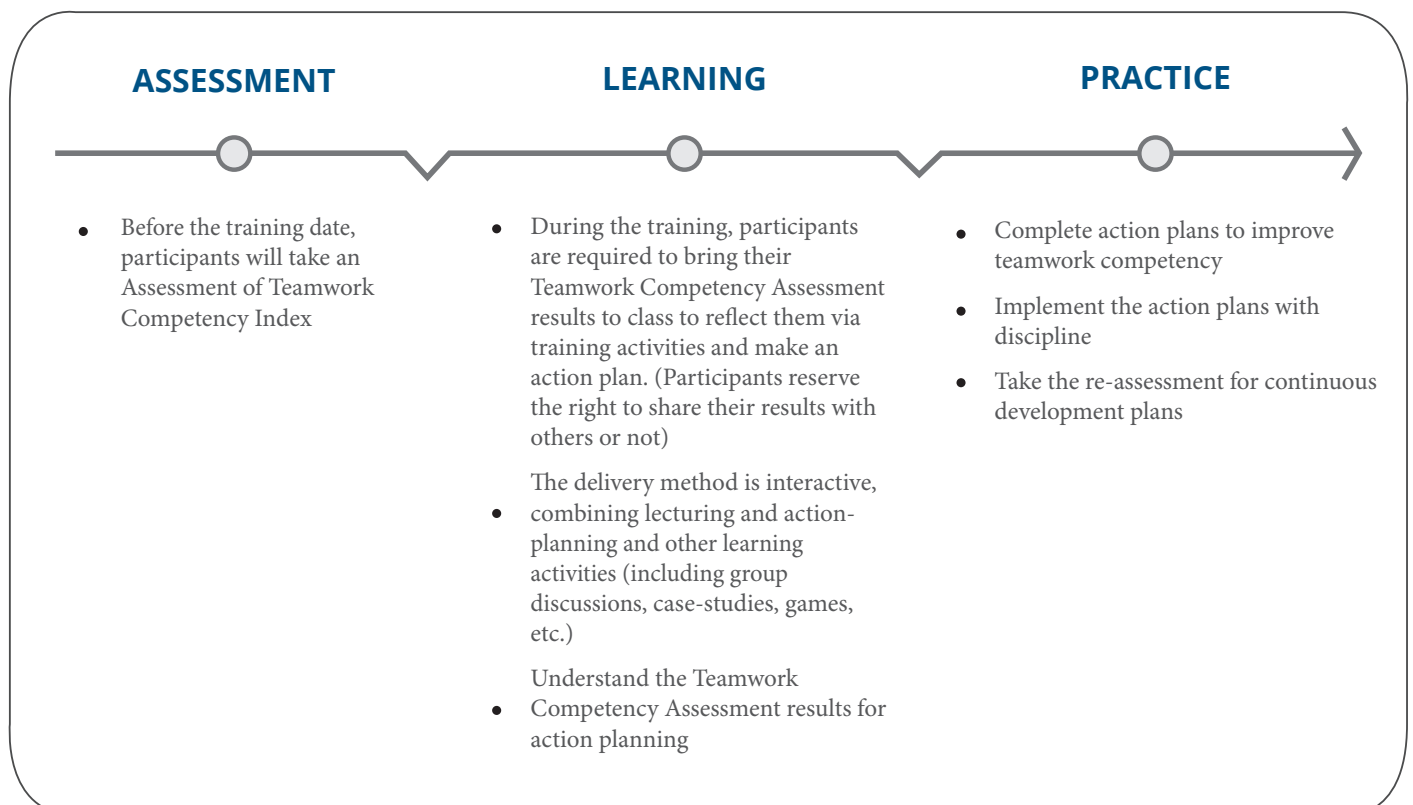 ASSESSMENT
Before the training date,
participants will take an
Assessment of Teamwork
Competency Index
LEARNING
During the training, participants
are required to bring their
Teamwork Competency Assessment
results to class to reflect them via
training activities and make an
action plan. (Participants reserve
the right to share their results with
others or not)
The delivery method is interactive,
combining lecturing and action-
planning and other learning
activities (including group
discussions, case-studies, games,
etc.)
Understand the Teamwork
Competency Assessment results for
action planning
PRACTICE
Complete action plans to improve
teamwork competency
Implement the action plans with
discipline
Take the re-assessment for continuous
development plans